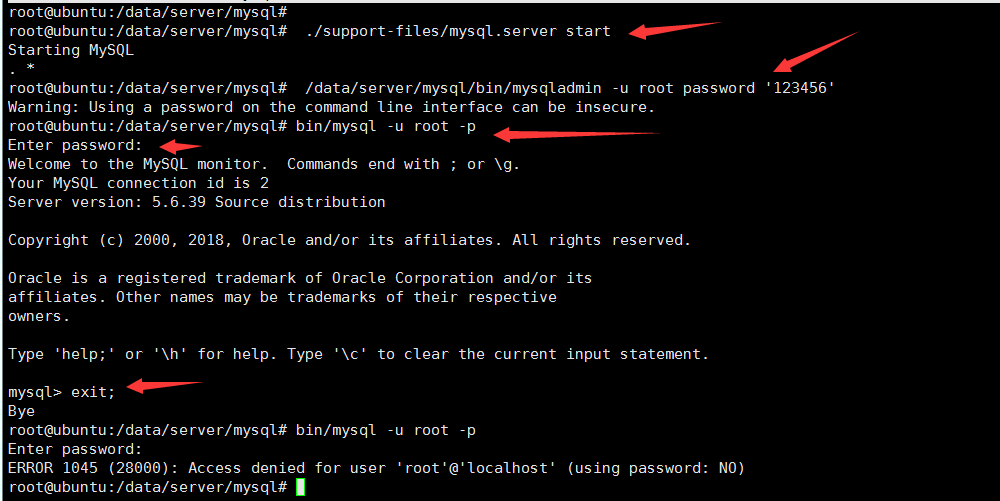 root@ubuntu:/data/server/mysql#
root@ubuntu:/data/server/mysql#  ./support-files/mysql.server start
Starting MySQL
. *
root@ubuntu:/data/server/mysql#  /data/server/mysql/bin/mysqladmin -u root password '123456'
Warning: Using a password on the command line interface can be insecure.
root@ubuntu:/data/server/mysql# bin/mysql -u root -p
Enter password:
Welcome to the MySQL monitor.  Commands end with ; or \g.
Your MySQL connection id is 2
Server version: 5.6.39 Source distribution

Copyright (c) 2000, 2018, Oracle and/or its affiliates. All rights reserved.

Oracle is a registered trademark of Oracle Corporation and/or its
affiliates. Other names may be trademarks of their respective
owners.

Type 'help;' or '\h' for help. Type '\c' to clear the current input statement.

mysql> exit;
Bye
root@ubuntu:/data/server/mysql# bin/mysql -u root -p
Enter password:
ERROR 1045 (28000): Access denied for user 'root'@'localhost' (using password: NO)
root@ubuntu:/data/server/mysql#